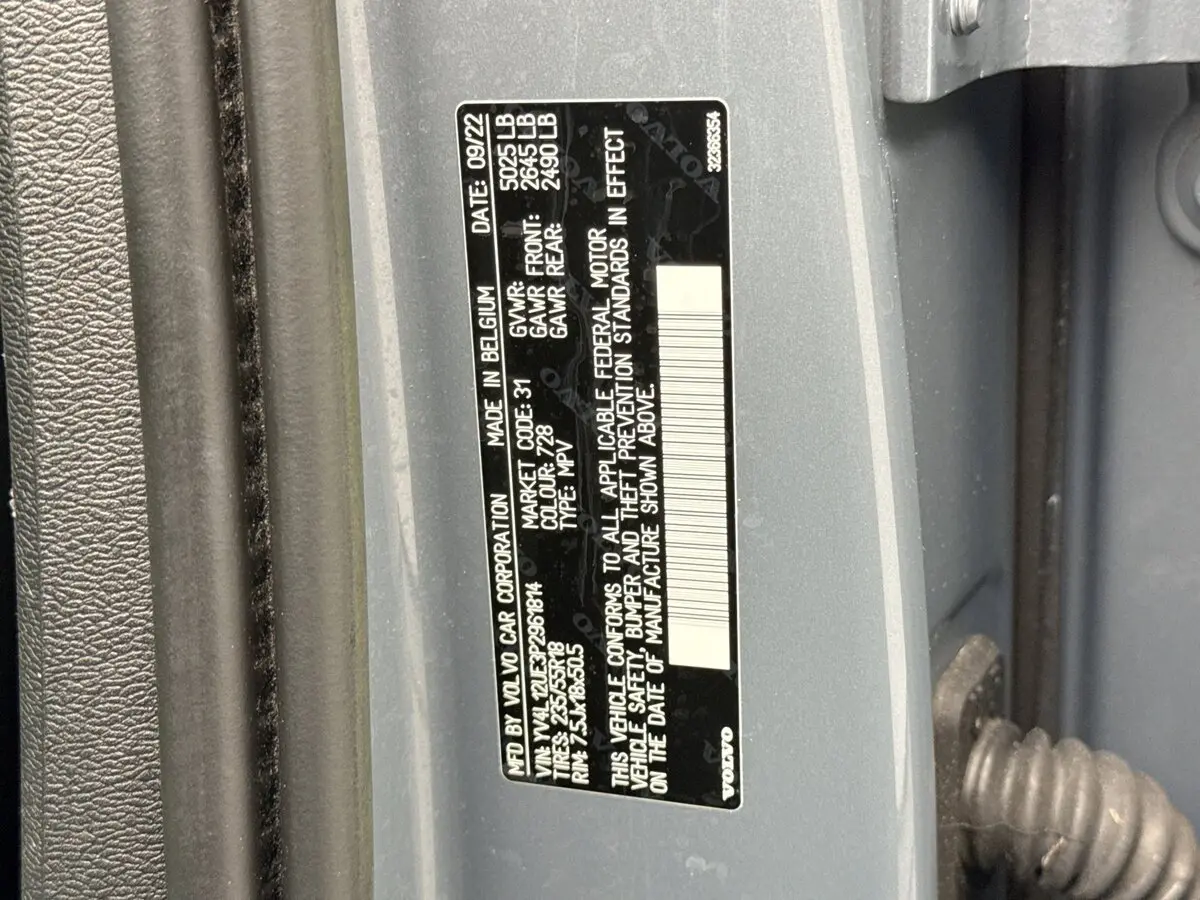 MFD BY VOLVO CAR CORPORATION MADE IN BELGIUM DATE: 09/22
VIN: YV4L12UE3P2961814 MARKET CODE: 31 GVWR: 5025 LB
TIRES: 235/55R18 COLOUR: 728 GAWR FRONT: 2645 LB
RIM: 7.5Jx18x50.5 TYPE: MPV GAWR REAR: 2490 LB
THIS VEHICLE CONFORMS TO ALL APPLICABLE FEDERAL MOTOR
VEHICLE SAFETY, BUMPER AND THEFT PREVENTION STANDARDS IN EFFECT
ON THE DATE OF MANUFACTURE SHOWN ABOVE.
VOLVO 32366354